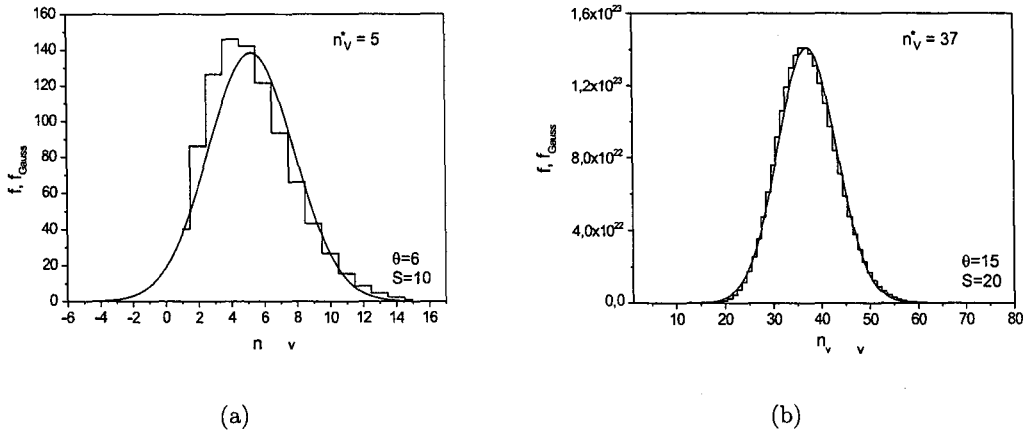 160
140
120
100
80
60
40
20
0
f, f_Gauss
n*_V = 5
θ=6
S=10
-6 -4 -2 0 2 4 6 8 10 12 14 16
n v
(a)
1,6x10^23
1,2x10^23
8,0x10^22
4,0x10^22
0,0
f, f_Gauss
n*_V = 37
θ=15
S=20
10 20 30 40 50 60 70 80
n_v v
(b)